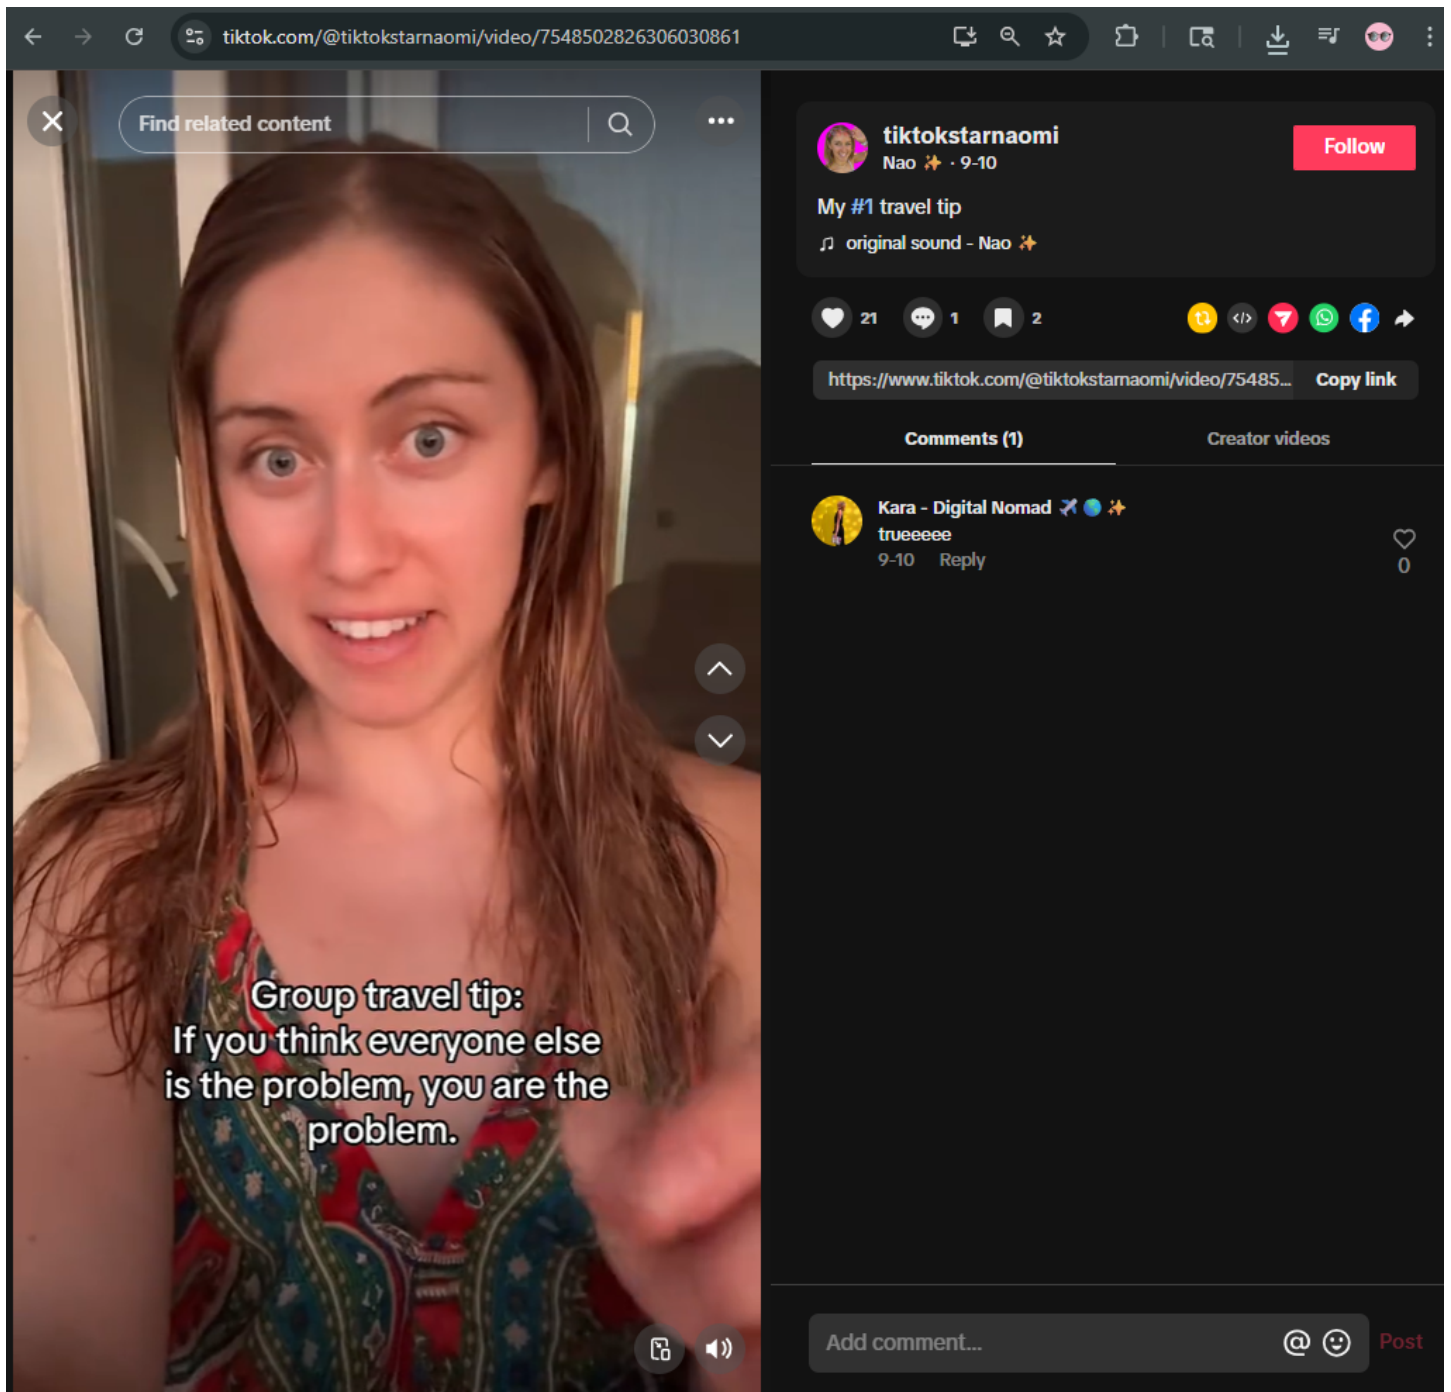 tiktok.com/@tiktokstarnaomi/video/7548502826306030861
Find related content
Group travel tip:
If you think everyone else
is the problem, you are the
problem.
tiktokstarnaomi
Nao ✨ · 9-10
Follow
My #1 travel tip
original sound - Nao ✨
21 1 2
https://www.tiktok.com/@tiktokstarnaomi/video/75485... Copy link
Comments (1) Creator videos
Kara - Digital Nomad ✈️ 🌎 ✨
trueeeee
9-10 Reply
0
Add comment... @ Post